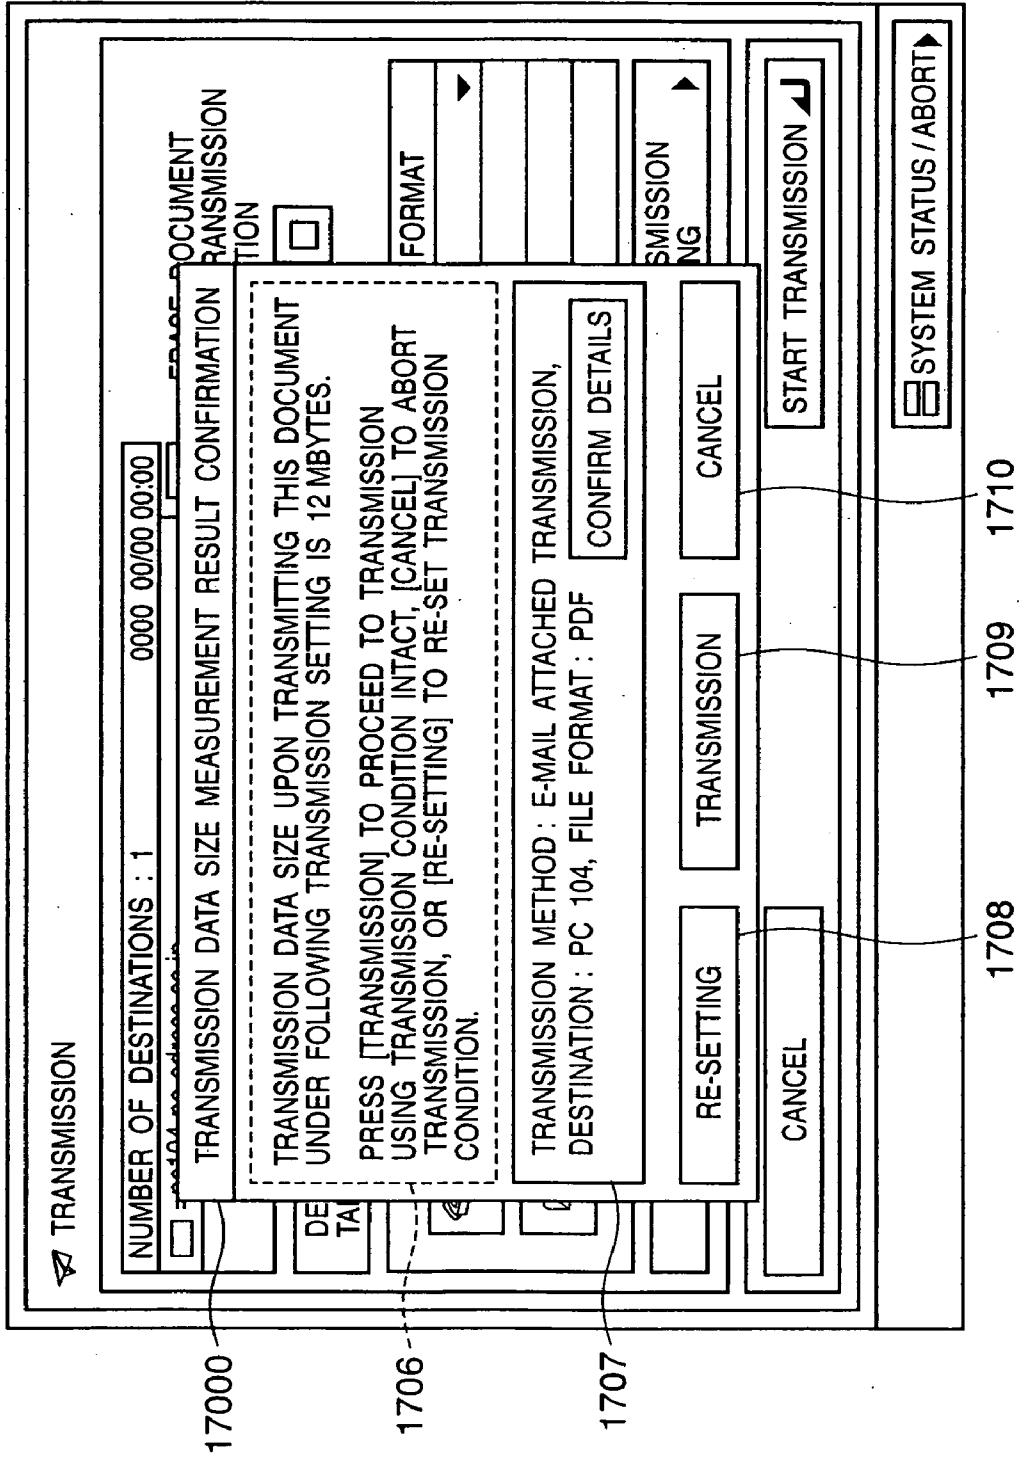 TRANSMISSION
NUMBER OF DESTINATIONS : 1
0000 00/00 00:00
DOCUMENT
TRANSMISSION DATA SIZE MEASUREMENT RESULT CONFIRMATION
TRANSMISSION DATA SIZE UPON TRANSMITTING THIS DOCUMENT
UNDER FOLLOWING TRANSMISSION SETTING IS 12 MBYTES.
PRESS [TRANSMISSION] TO PROCEED TO TRANSMISSION
USING TRANSMISSION CONDITION INTACT, [CANCEL] TO ABORT
TRANSMISSION, OR [RE-SETTING] TO RE-SET TRANSMISSION
CONDITION.
FORMAT
TRANSMISSION METHOD : E-MAIL ATTACHED TRANSMISSION,
DESTINATION : PC 104, FILE FORMAT : PDF
CONFIRM DETAILS
RE-SETTING
TRANSMISSION
CANCEL
CANCEL
START TRANSMISSION
SYSTEM STATUS / ABORT
17000
1706
1707
1708
1709
1710